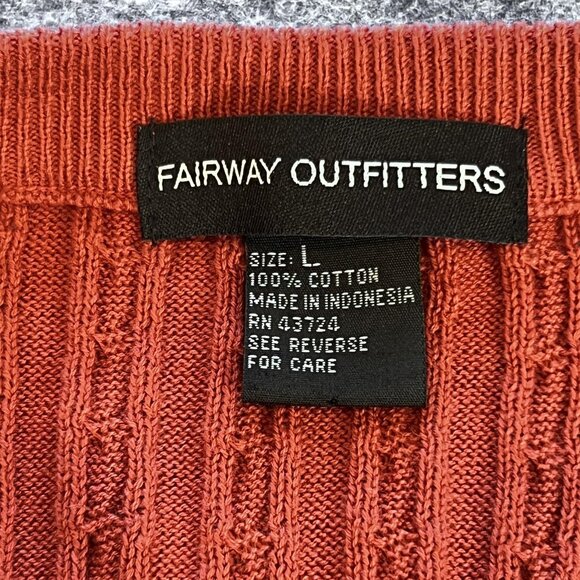 FAIRWAY OUTFITTERS
SIZE: L
100% COTTON
MADE IN INDONESIA
RN 43724
SEE REVERSE
FOR CARE